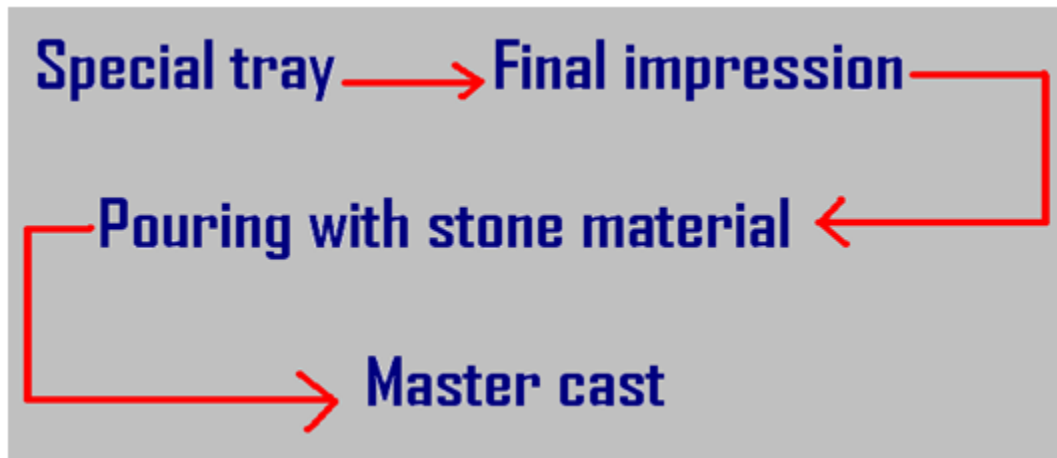 Special tray Final impression
Pouring with stone material
Master cast